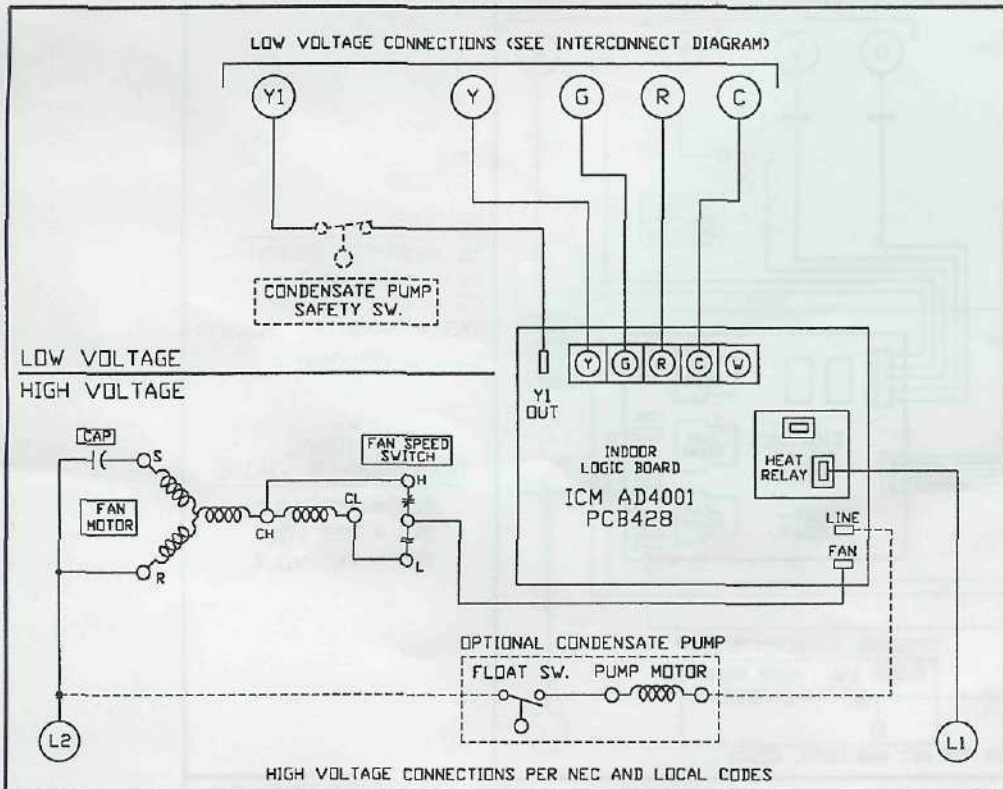 LOW VOLTAGE CONNECTIONS (SEE INTERCONNECT DIAGRAM)
Y1
Y
G
R
C
CONDENSATE PUMP
SAFETY SW.
LOW VOLTAGE
HIGH VOLTAGE
Y1
OUT
Y
G
R
C
W
CAP
S
FAN SPEED
SWITCH
H
FAN
MOTOR
CH
CL
L
R
INDOOR
LOGIC BOARD
ICM AD4001
PCB428
HEAT
RELAY
LINE
FAN
OPTIONAL CONDENSATE PUMP
FLOAT SW.
PUMP MOTOR
L2
L1
HIGH VOLTAGE CONNECTIONS PER NEC AND LOCAL CODES